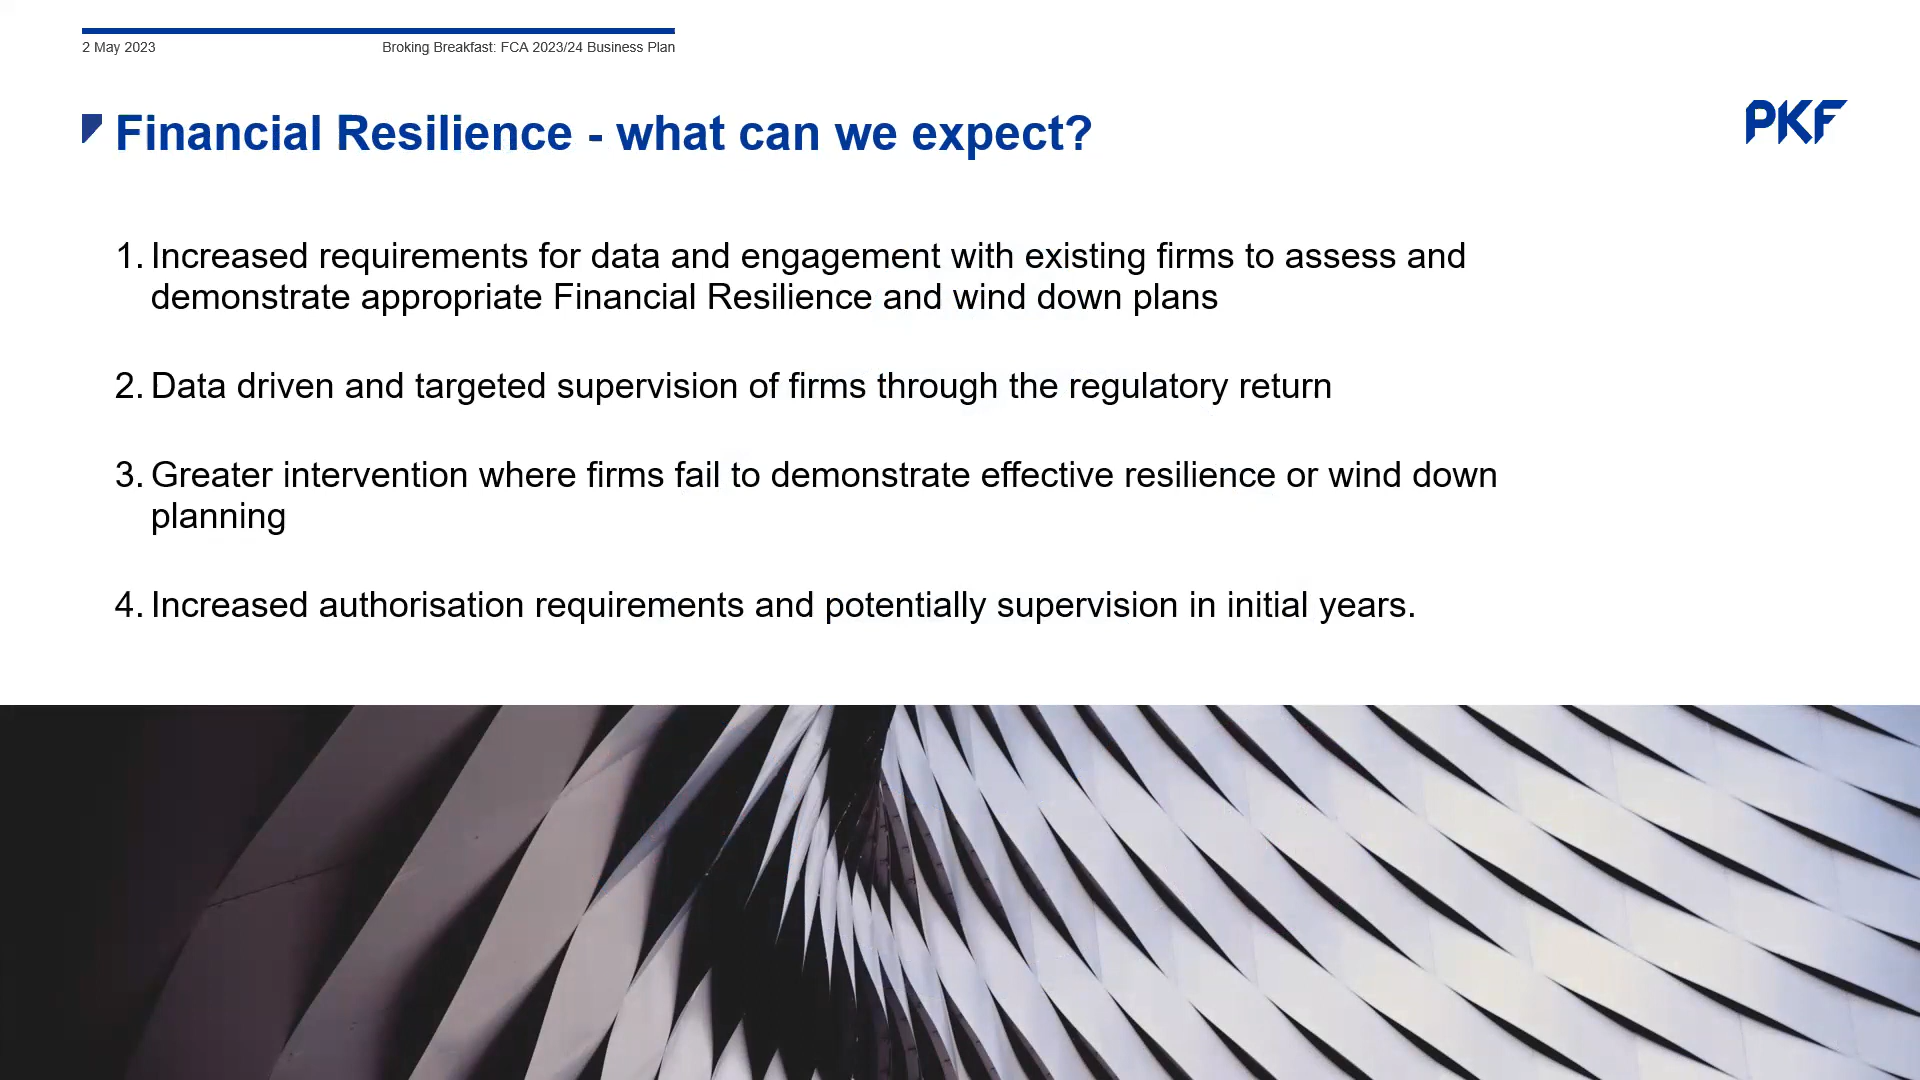 2 May 2023
Broking Breakfast: FCA 2023/24 Business Plan
Financial Resilience - what can we expect?
PKF
1. Increased requirements for data and engagement with existing firms to assess and
demonstrate appropriate Financial Resilience and wind down plans
2. Data driven and targeted supervision of firms through the regulatory return
3. Greater intervention where firms fail to demonstrate effective resilience or wind down
planning
4. Increased authorisation requirements and potentially supervision in initial years.